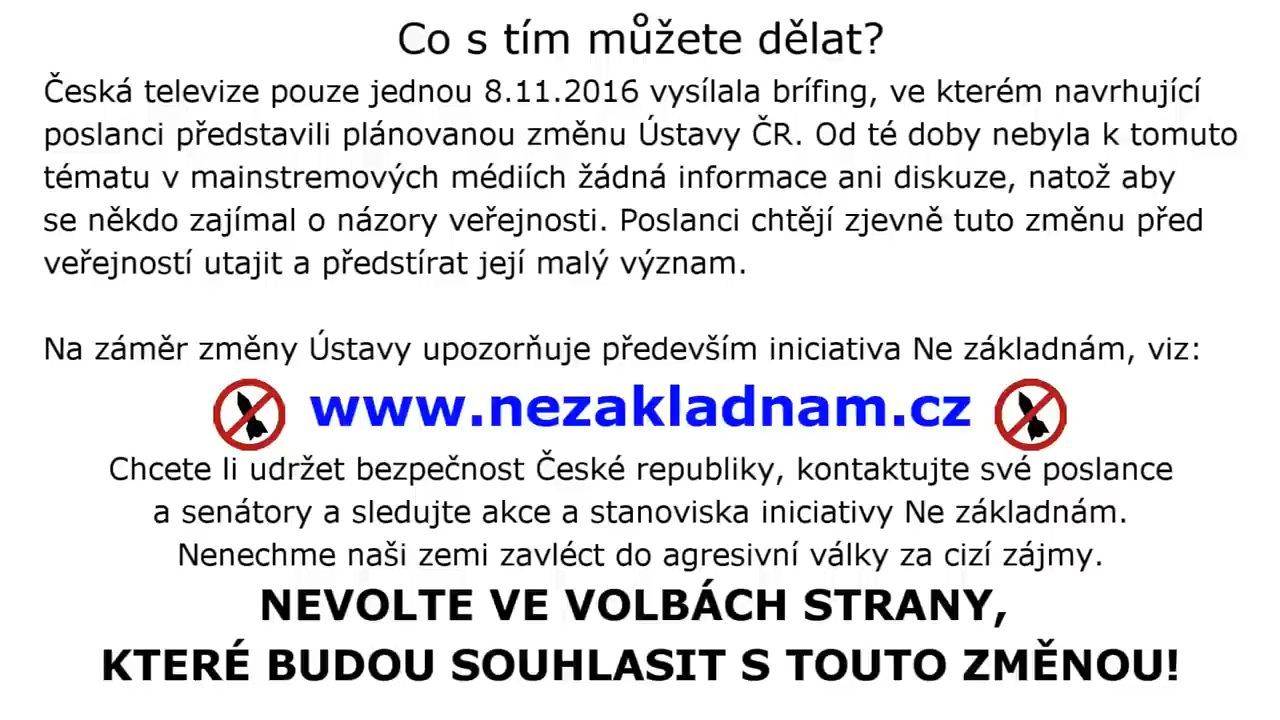 Co s tím můžete dělat?
Česká televize pouze jednou 8.11.2016 vysílala brífing, ve kterém navrhující
poslanci představili plánovanou změnu Ústavy ČR. Od té doby nebyla k tomuto
tématu v mainstremových médiích žádná informace ani diskuze, natož aby
se někdo zajímal o názory veřejnosti. Poslanci chtějí zjevně tuto změnu před
veřejností utajit a předstírat její malý význam.
Na záměr změny Ústavy upozorňuje především iniciativa Ne základnám, viz:
www.nezakladnam.cz
Chcete li udržet bezpečnost České republiky, kontaktujte své poslance
a senátory a sledujte akce a stanoviska iniciativy Ne základnám.
Nenechme naši zemi zavléct do agresivní války za cizí zájmy.
NEVOLTE VE VOLBÁCH STRANY,
KTERÉ BUDOU SOUHLASIT S TOUTO ZMĚNOU!